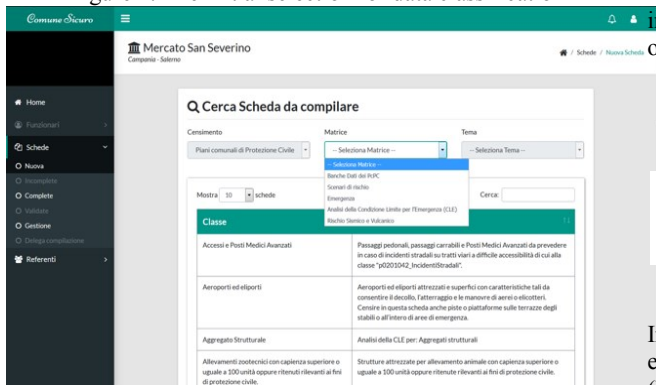 Comune Sicuro
Mercato San Severino
Campania - Salerno
/ Schede / Nuova Scheda
Home
Funzionari
Schede
Nuova
Incomplete
Complete
Validate
Gestione
Delega compilazione
Referenti
Cerca Scheda da compilare
Censimento
Matrice
Tema
Piani comunali di Protezione Civile
-- Seleziona Matrice --
-- Seleziona Tema --
-- Seleziona Matrice --
Banche Dati del PcPC
Scenari di rischio
Emergenza
Analisi della Condizione Limite per l'Emergenza (CLE)
Rischio Sismico e Vulcanico
Mostra 10 schede
Cerca:
Classe
Accessi e Posti Medici Avanzati
Passaggi pedonali, passaggi carrabili e Posti Medici Avanzati da prevedere
in caso di incidenti stradali su tratti viari a difficile accessibilità di cui alla
classe "p0201042_IncidentiStradali".
Aeroporti ed eliporti
Aeroporti ed eliporti attrezzati e superfici con caratteristiche tali da
consentire il decollo, l'atterraggio e le manovre di aerei o elicotteri.
Censire in questa scheda anche piste o piattaforme sulle terrazze degli
stabili o all'intero di aree di emergenza.
Aggregato Strutturale
Analisi della CLE per: Aggregati strutturali
Allevamenti zootecnici con capienza superiore o
uguale a 100 unità oppure ritenuti rilevanti ai fini
di protezione civile.
Strutture attrezzate per allevamento animale con capienza superiore o
uguale a 100 unità oppure rilevanti ai fini di protezione civile.